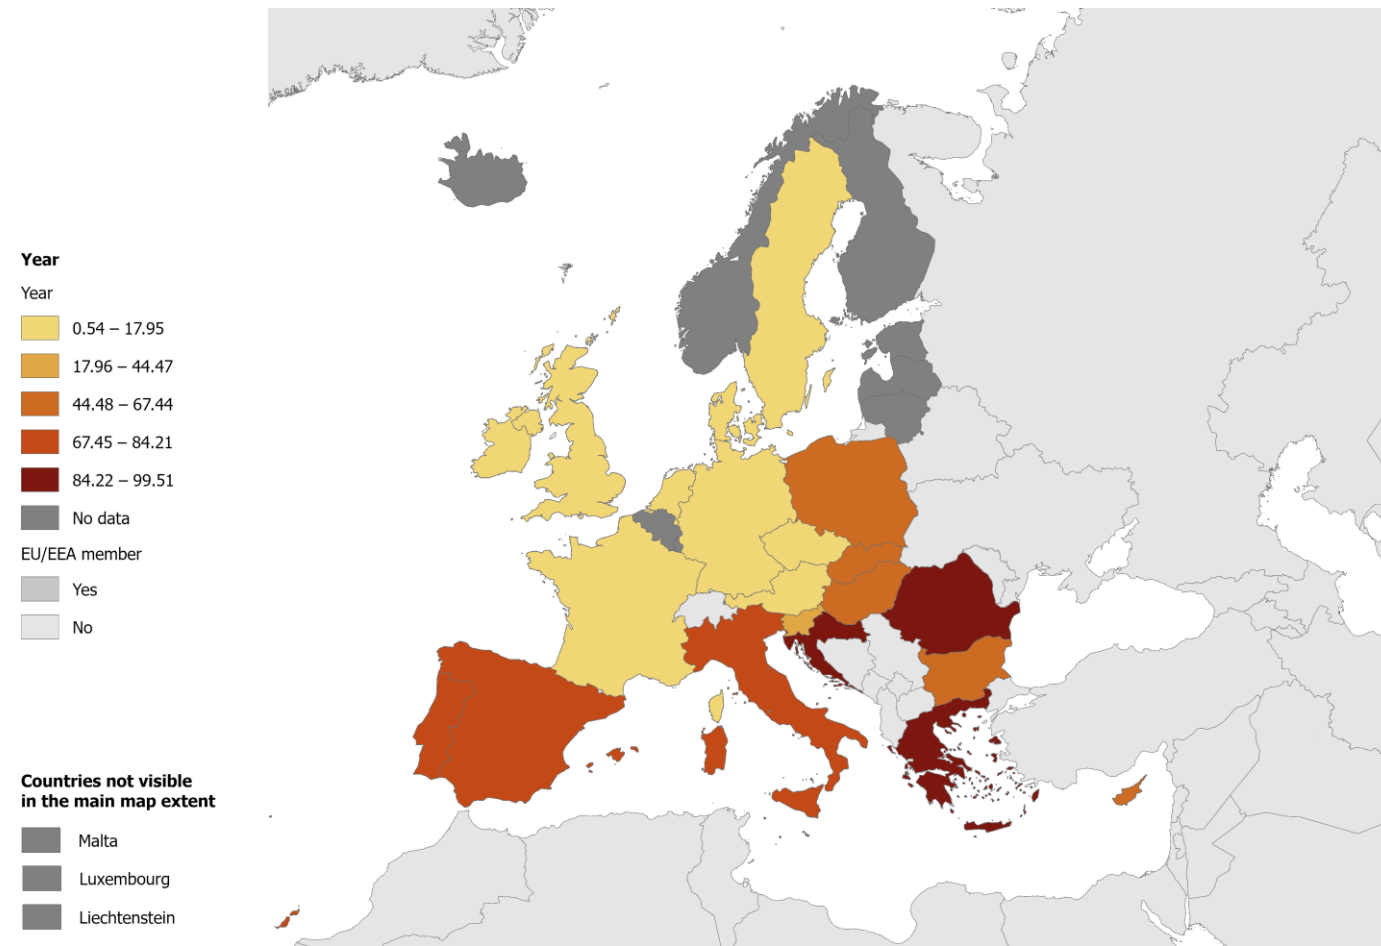 Year
Year
0.54 – 17.95
17.96 – 44.47
44.48 – 67.44
67.45 – 84.21
84.22 – 99.51
No data
EU/EEA member
Yes
No
Countries not visible
in the main map extent
Malta
Luxembourg
Liechtenstein